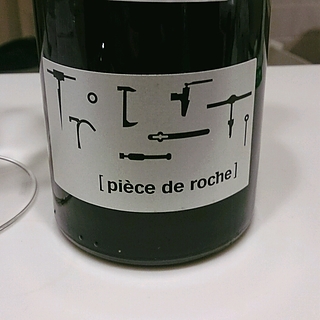 [ pièce de roche ]